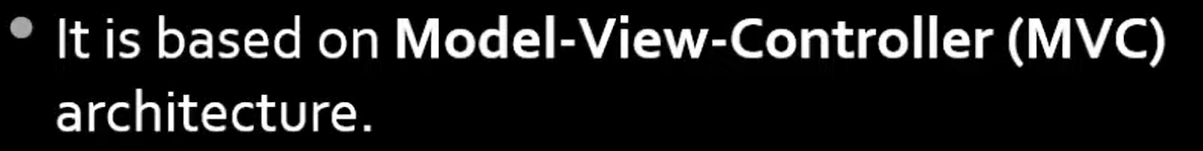 • It is based on Model-View-Controller (MVC)
architecture.